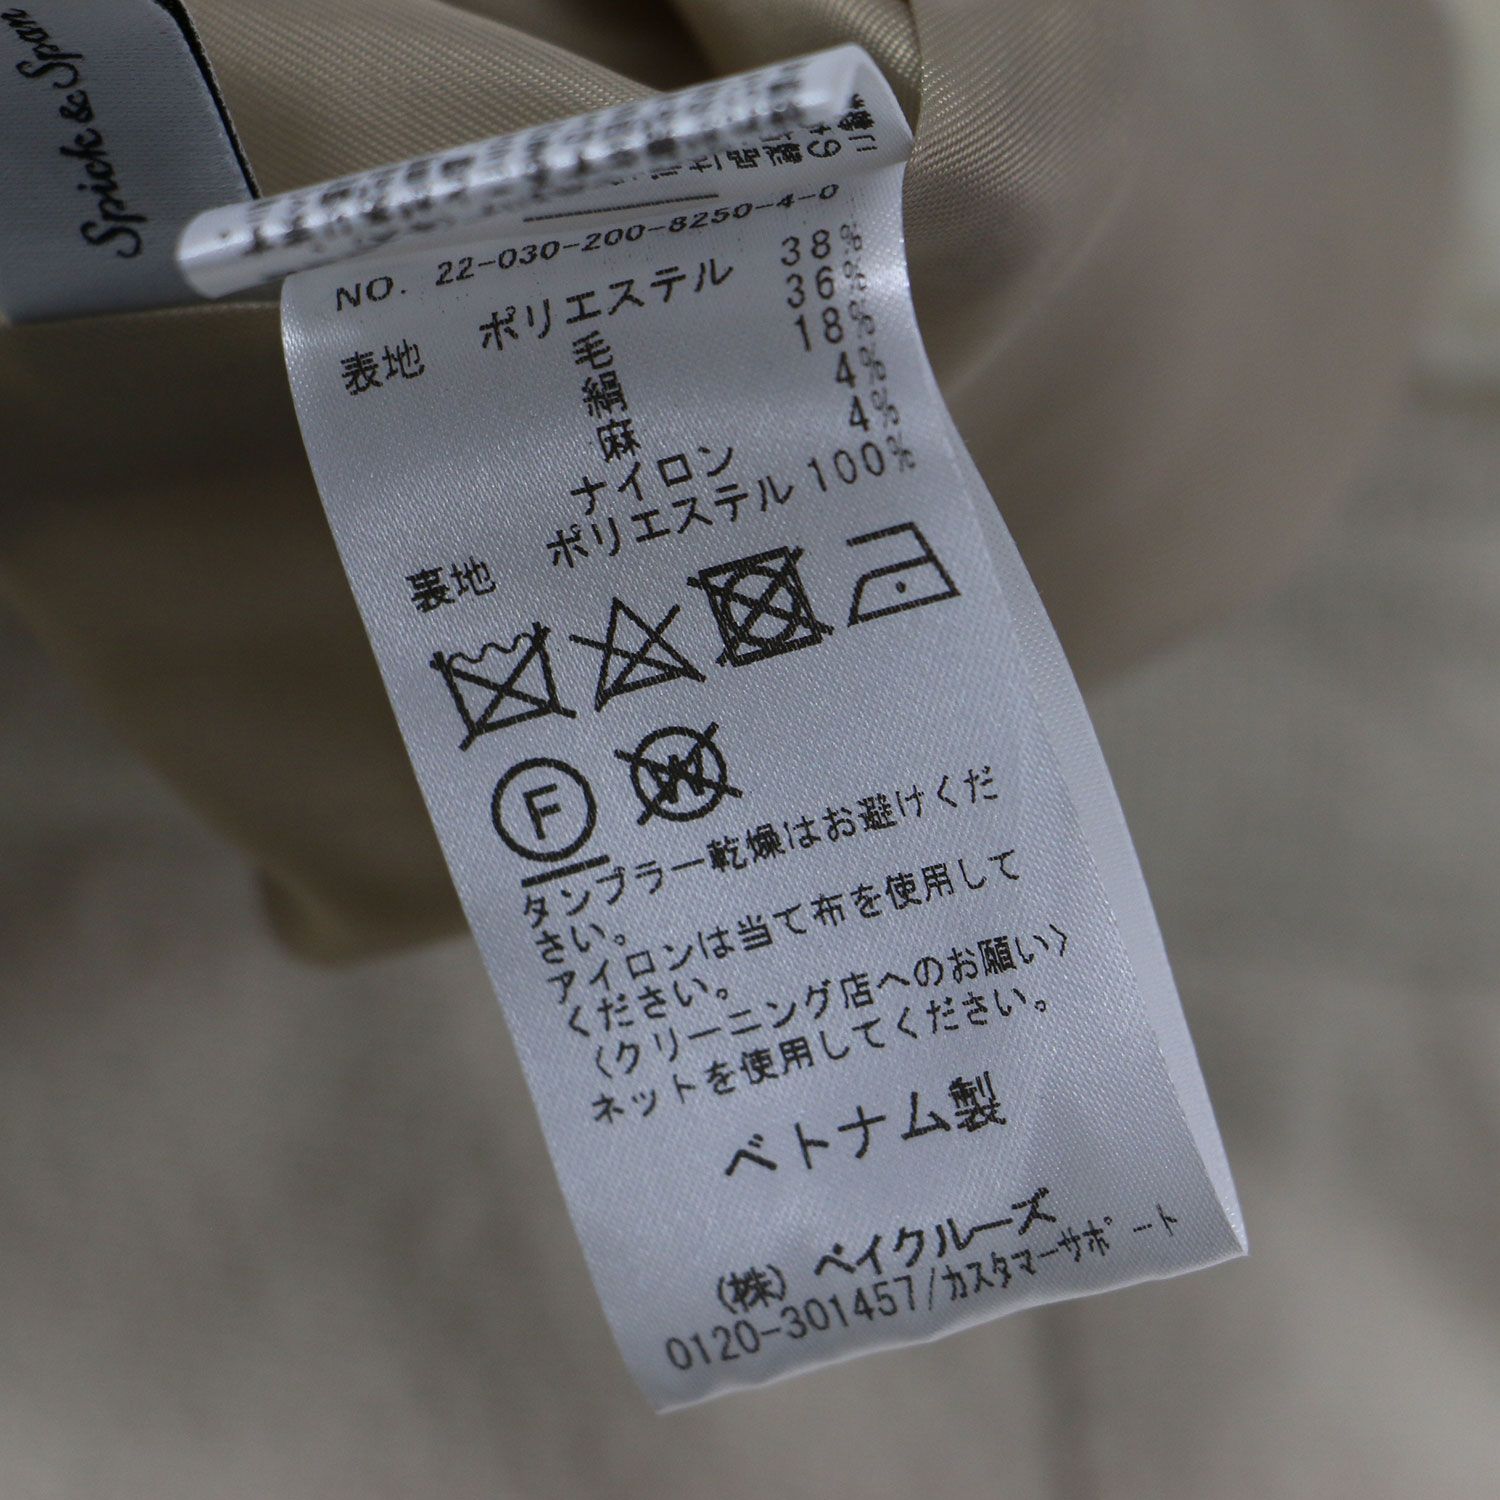 Spick & Span
NO. 22-030-200-8250-4-0
表地 ポリエステル 38%
毛 36%
絹 18%
麻 4%
ナイロン 4%
裏地 ポリエステル 100%
F
W
タンブラー乾燥はお避けくだ
さい。
アイロンは当て布を使用して
ください。
〈クリーニング店へのお願い〉
ネットを使用してください。
ベトナム製
(株) ベイクルーズ
0120-301457/カスタマーサポート